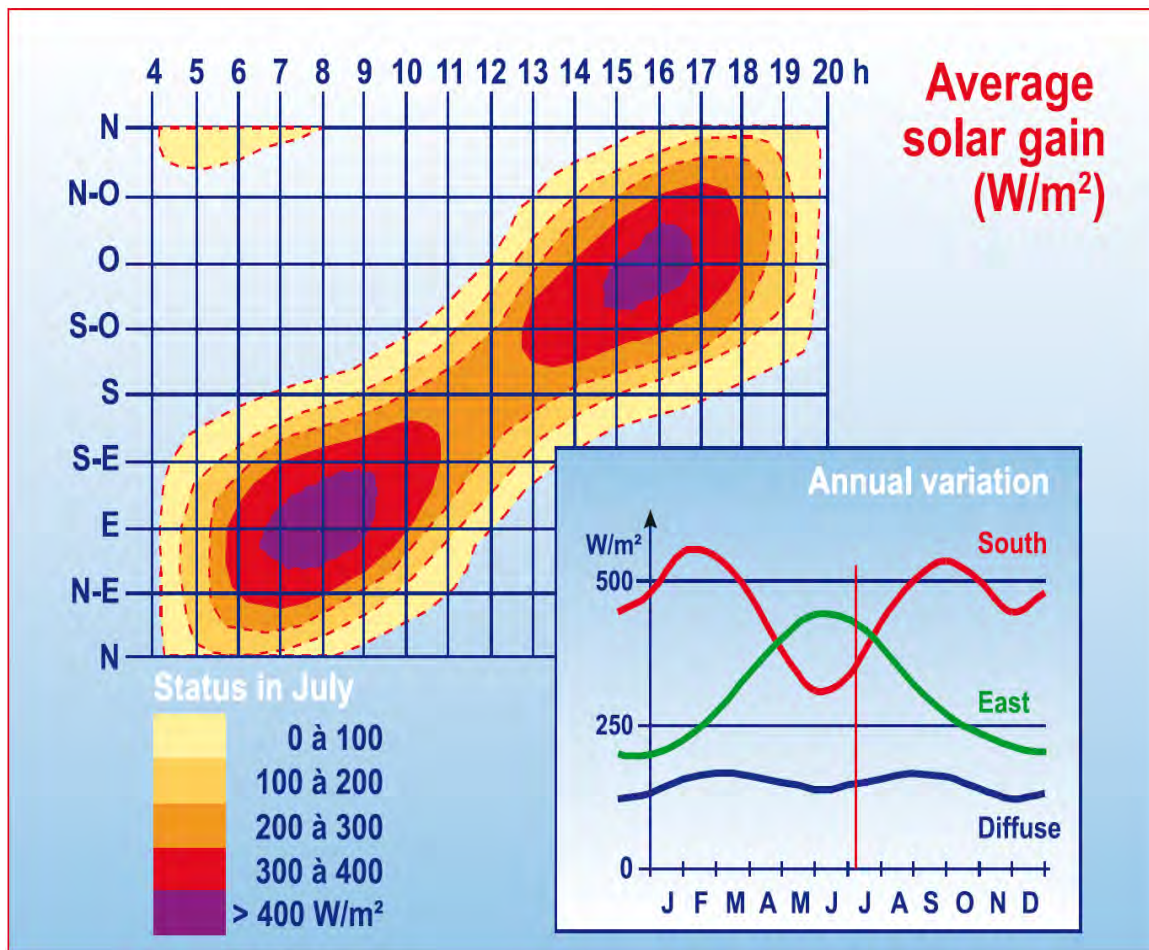 4 5 6 7 8 9 10 11 12 13 14 15 16 17 18 19 20 h
Average
solar gain
(W/m²)
N
N-O
O
S-O
S
S-E
E
N-E
N
Status in July
0 à 100
100 à 200
200 à 300
300 à 400
> 400 W/m²
Annual variation
W/m²
South
500
East
250
Diffuse
0
J F M A M J J A S O N D